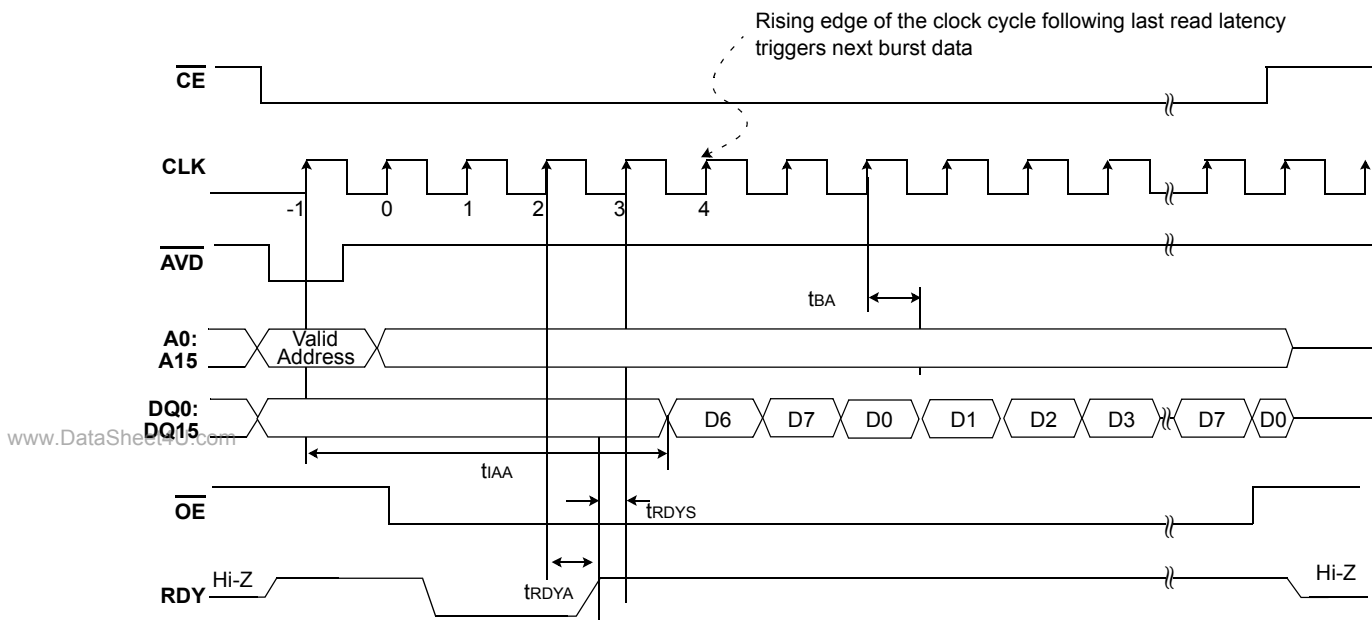 Rising edge of the clock cycle following last read latency
triggers next burst data
CE
CLK
-1 0 1 2 3 4
AVD
tBA
A0:
A15
Valid
Address
DQ0:
DQ15
D6 D7 D0 D1 D2 D3 D7 D0
www.DataSheet4U.com
tIAA
OE
tRDYS
Hi-Z
RDY
tRDYA
Hi-Z